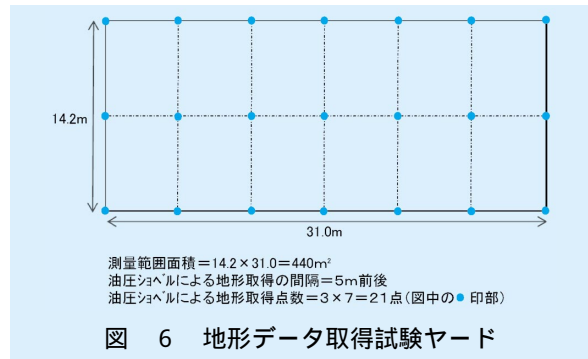 14.2m
31.0m
測量範囲面積=14.2×31.0=440m²
油圧ｼｮﾍﾞﾙによる地形取得の間隔=5m前後
油圧ｼｮﾍﾞﾙによる地形取得点数=3×7=21点(図中の● 印部)
図 6 地形データ取得試験ヤード